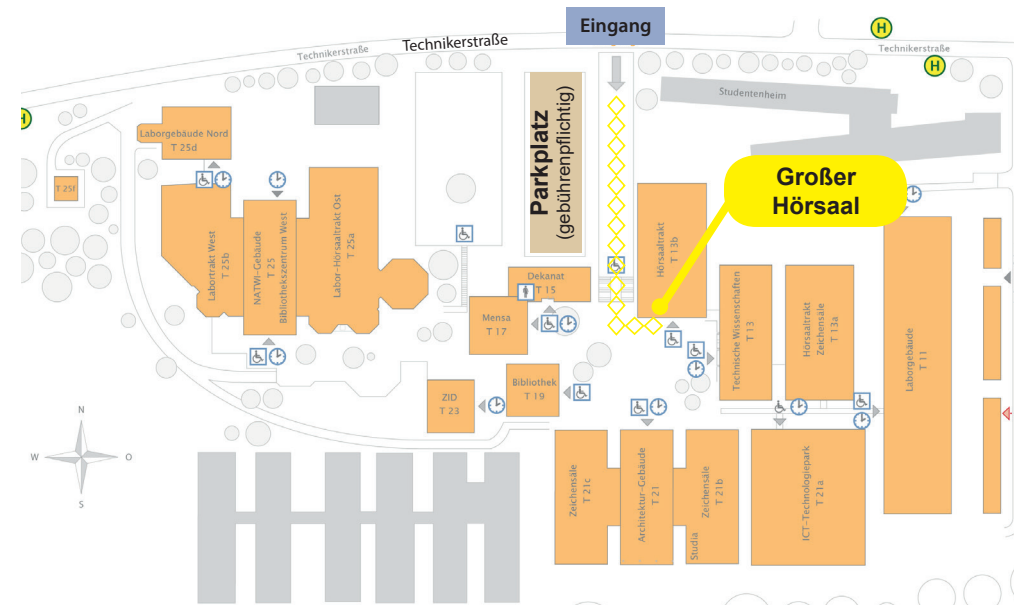 Eingang
H
Technikerstraße
Technikerstraße
Technikerstraße
H
Studentenheim
Parkplatz
(gebührenpflichtig)
H
Laborgebäude Nord
T 25d
T 25f
Großer
Hörsaal
Labortrakt West
T 25b
NATWI-Gebäude
T 25
Bibliothekszentrum West
Labor-Hörsaaltrakt Ost
T 25a
Hörsaaltrakt
T 13b
Dekanat
T 15
Mensa
T 17
Technische Wissenschaften
T 13
Hörsaaltrakt
Zeichensäle
T 13a
Laborgebäude
T 11
Bibliothek
T 19
ZID
T 23
N
W
O
S
Zeichensäle
T 21c
Architektur-Gebäude
T 21
Studia
Zeichensäle
T 21b
ICT-Technologiepark
T 21a